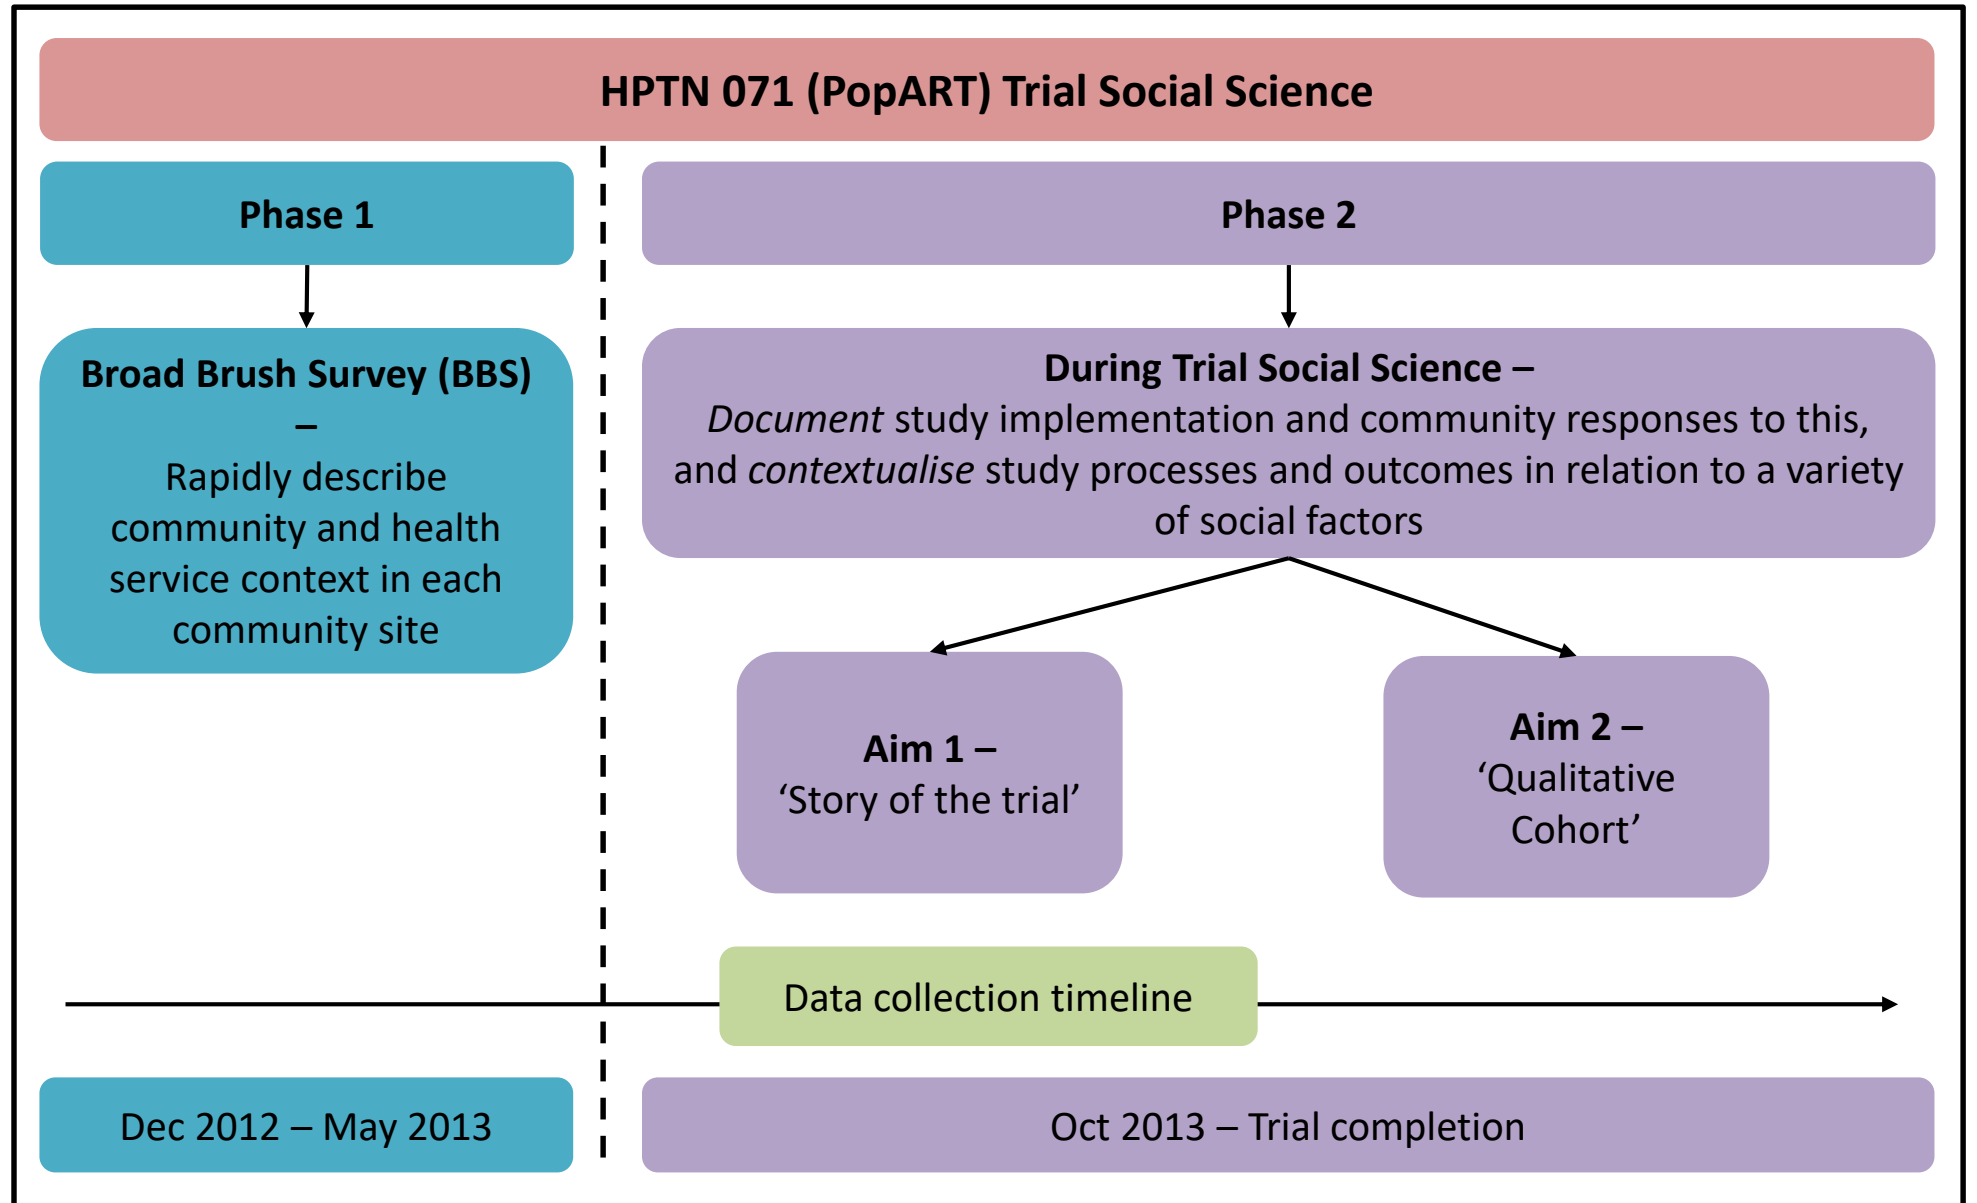 HPTN 071 (PopART) Trial Social Science
Phase 1
Phase 2
Broad Brush Survey (BBS)
–
Rapidly describe
community and health
service context in each
community site
During Trial Social Science –
Document study implementation and community responses to this,
and contextualise study processes and outcomes in relation to a variety
of social factors
Aim 1 –
‘Story of the trial’
Aim 2 –
‘Qualitative
Cohort’
Data collection timeline
Dec 2012 – May 2013
Oct 2013 – Trial completion